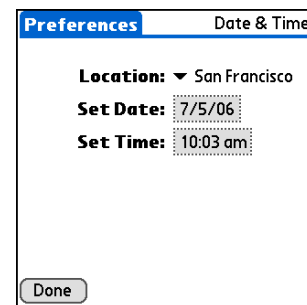 Preferences Date & Time
Location: San Francisco
Set Date: 7/5/06
Set Time: 10:03 am
Done